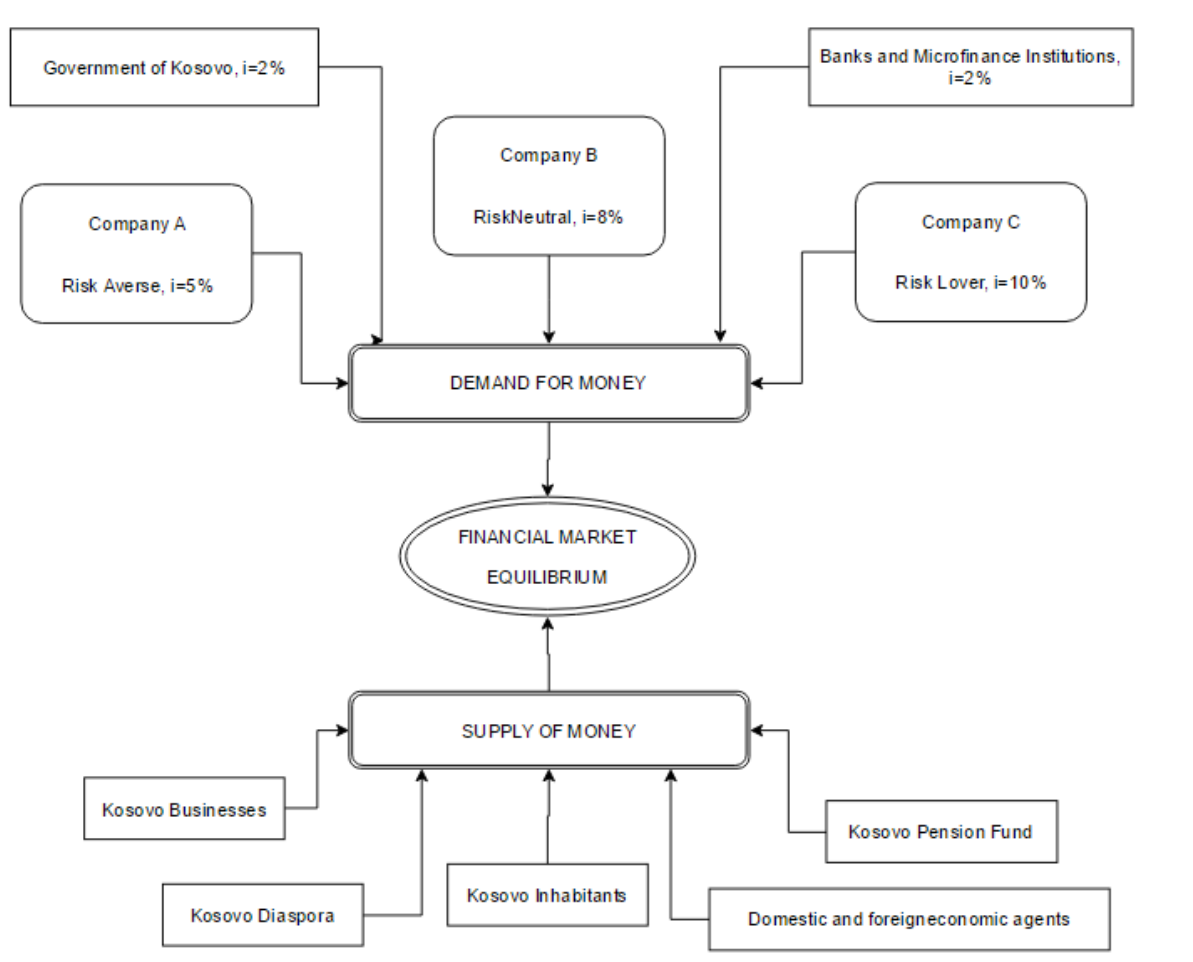 Government of Kosovo, i=2%
Banks and Microfinance Institutions,
i=2%
Company B
RiskNeutral, i=8%
Company A
Risk Averse, i=5%
Company C
Risk Lover, i=10%
DEMAND FOR MONEY
FINANCIAL MARKET
EQUILIBRIUM
SUPPLY OF MONEY
Kosovo Businesses
Kosovo Pension Fund
Kosovo Inhabitants
Kosovo Diaspora
Domestic and foreigneconomic agents